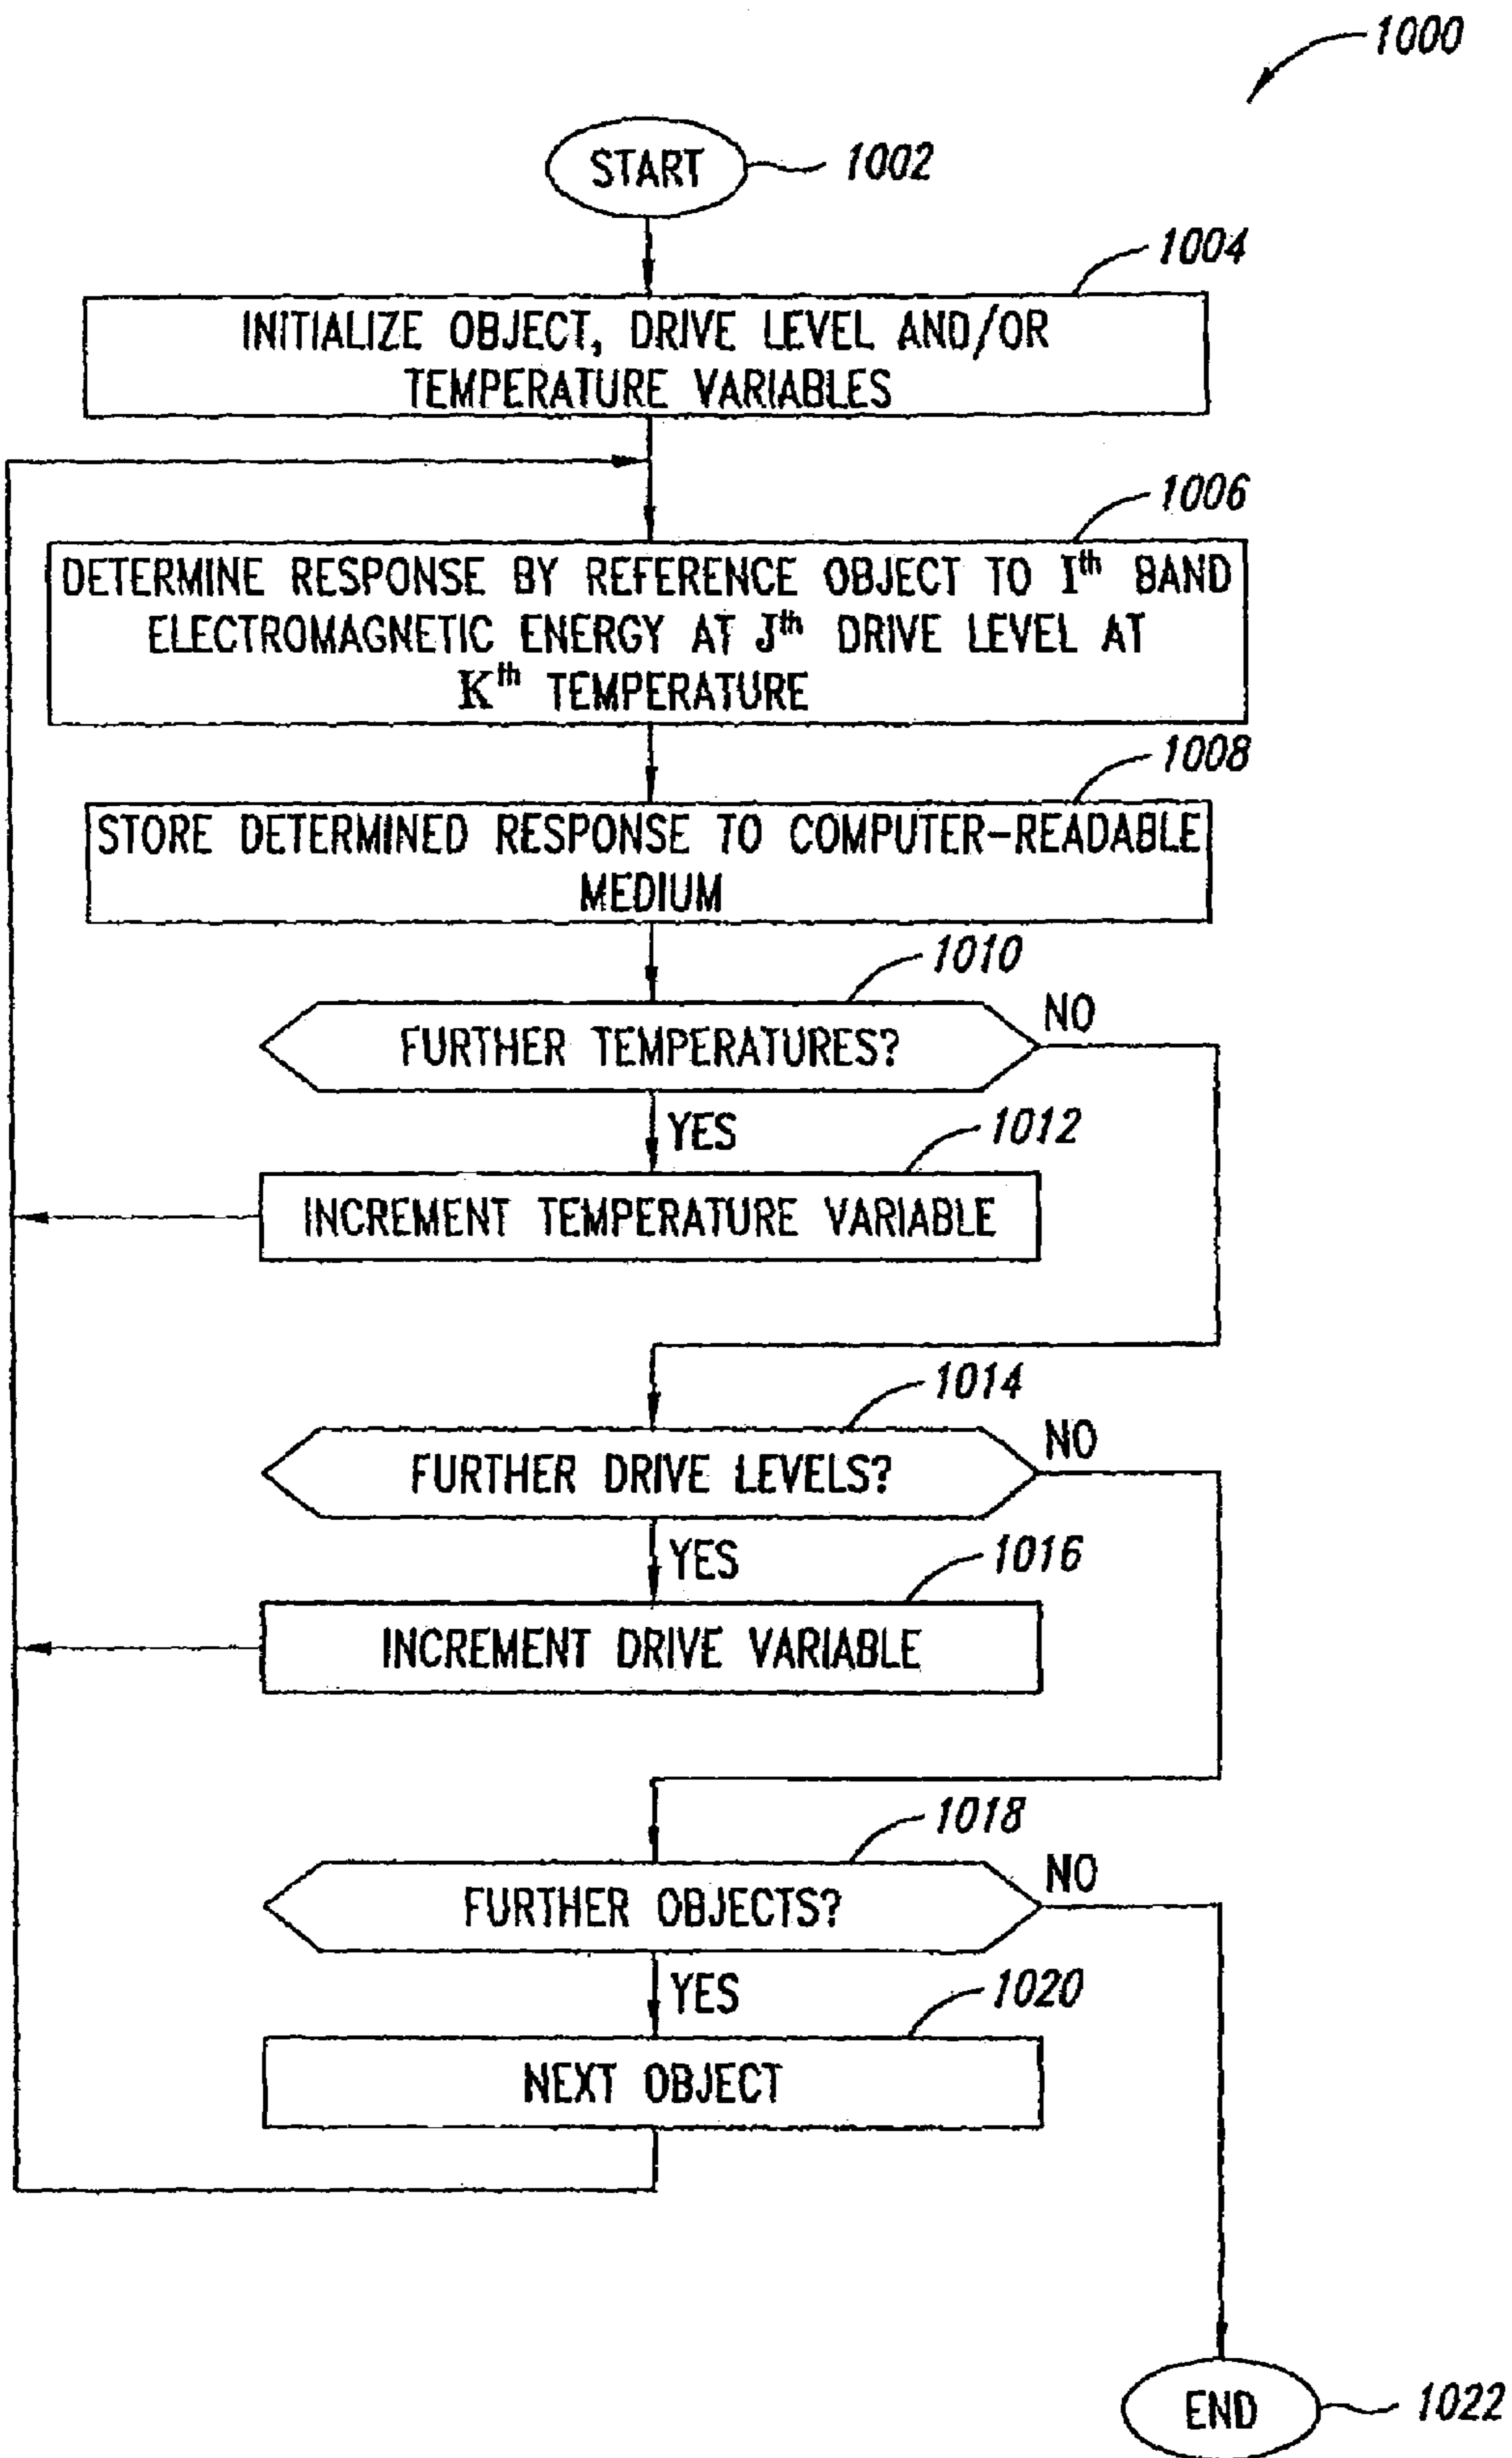 1000
START
1002
1004
INITIALIZE OBJECT, DRIVE LEVEL AND/OR
TEMPERATURE VARIABLES
1006
DETERMINE RESPONSE BY REFERENCE OBJECT TO Ith BAND
ELECTROMAGNETIC ENERGY AT Jth DRIVE LEVEL AT
Kth TEMPERATURE
1008
STORE DETERMINED RESPONSE TO COMPUTER-READABLE
MEDIUM
1010
FURTHER TEMPERATURES?
NO
YES
1012
INCREMENT TEMPERATURE VARIABLE
1014
FURTHER DRIVE LEVELS?
NO
YES
1016
INCREMENT DRIVE VARIABLE
1018
FURTHER OBJECTS?
NO
YES
1020
NEXT OBJECT
END
1022